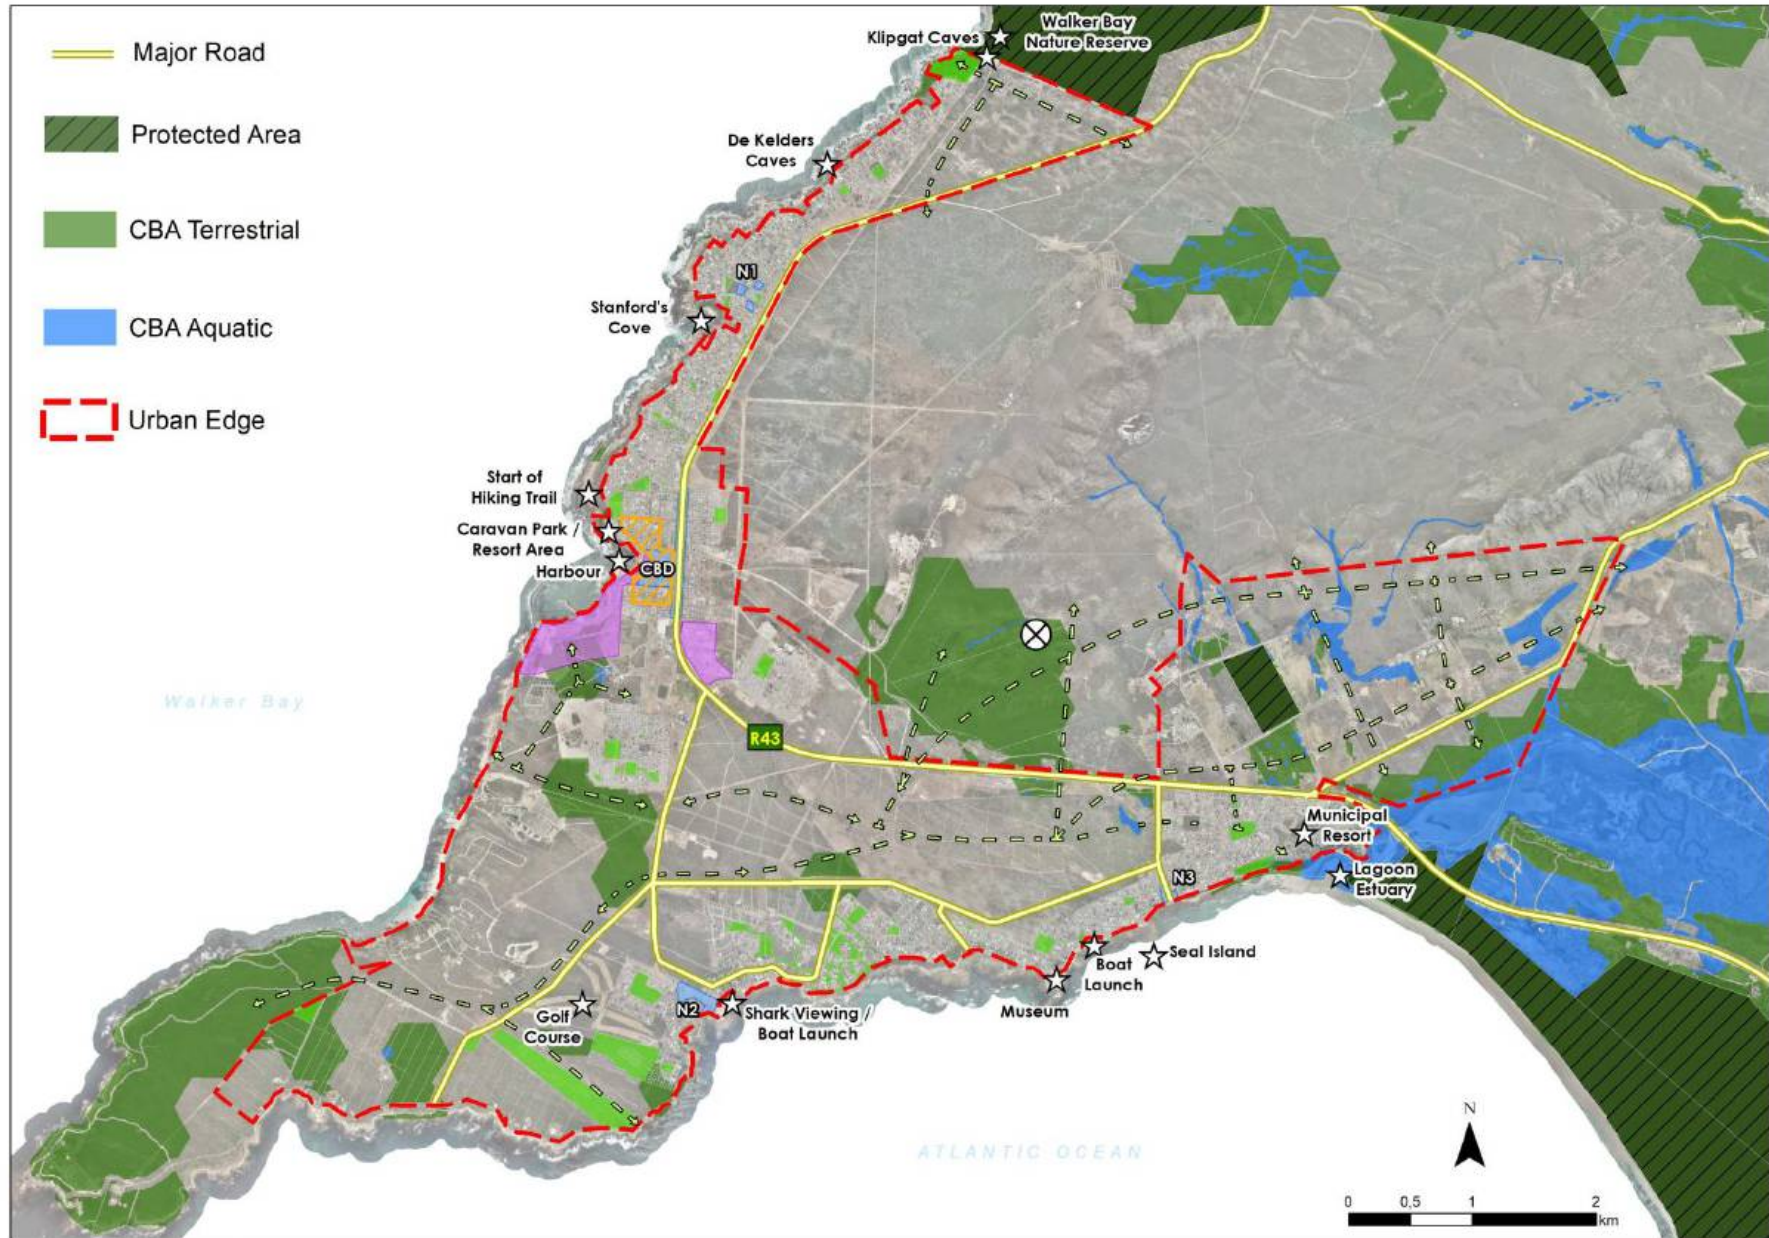 Major Road
Protected Area
CBA Terrestrial
CBA Aquatic
Urban Edge
Walker Bay
Nature Reserve
Klipgat Caves
De Kelders
Caves
N1
Stanford's
Cove
Start of
Hiking Trail
Caravan Park /
Resort Area
Harbour
CBD
Walker Bay
R43
Municipal
Resort
N3
Lagoon
Estuary
Seal Island
Boat
Launch
Museum
N2
Shark Viewing /
Boat Launch
Golf
Course
ATLANTIC OCEAN
N
0 0,5 1 2
km